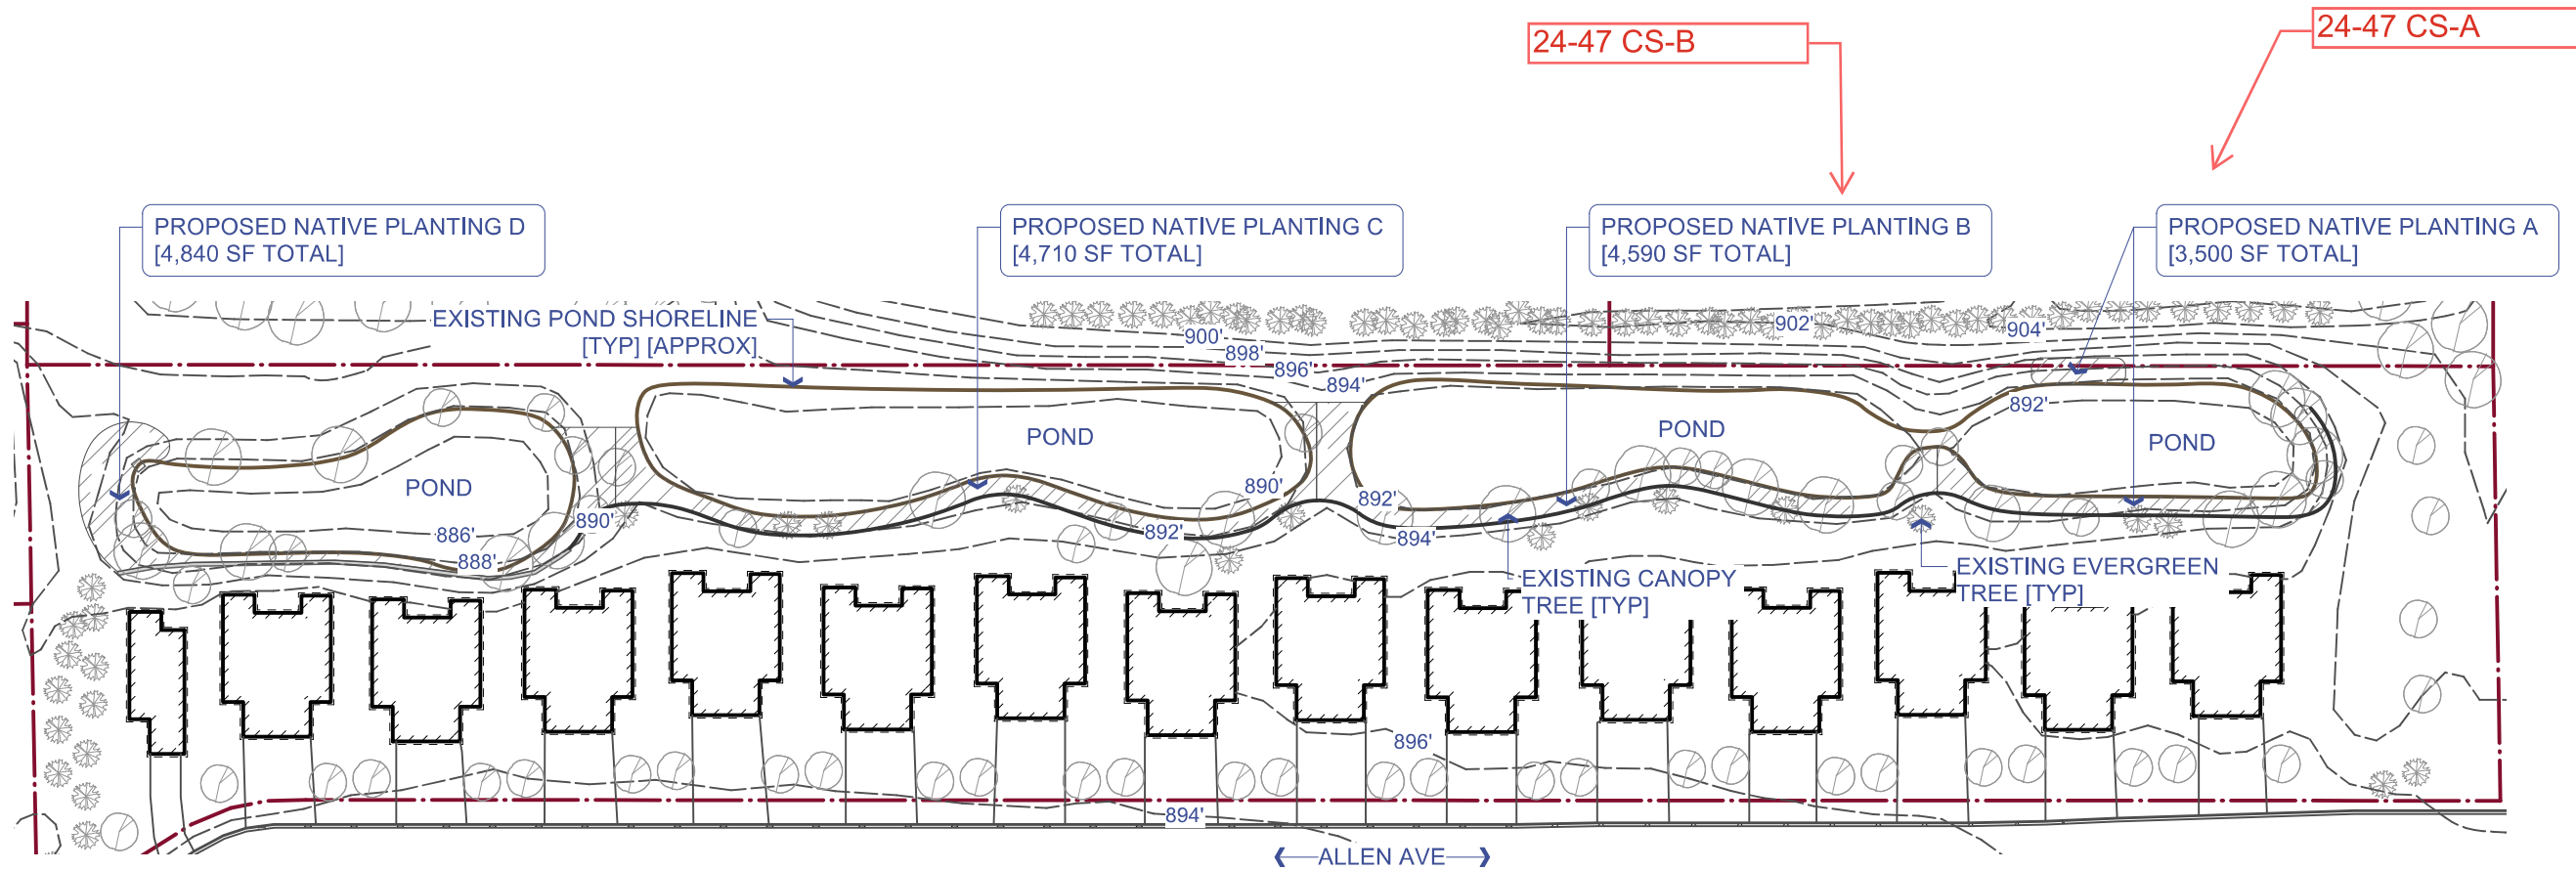 24-47 CS-B
24-47 CS-A
PROPOSED NATIVE PLANTING D
[4,840 SF TOTAL]
PROPOSED NATIVE PLANTING C
[4,710 SF TOTAL]
PROPOSED NATIVE PLANTING B
[4,590 SF TOTAL]
PROPOSED NATIVE PLANTING A
[3,500 SF TOTAL]
EXISTING POND SHORELINE
[TYP] [APPROX]
900'
898'
896'
894'
902'
904'
892'
POND
POND
POND
POND
886'
888'
890'
890'
892'
892'
894'
EXISTING CANOPY
TREE [TYP]
EXISTING EVERGREEN
TREE [TYP]
896'
894'
ALLEN AVE